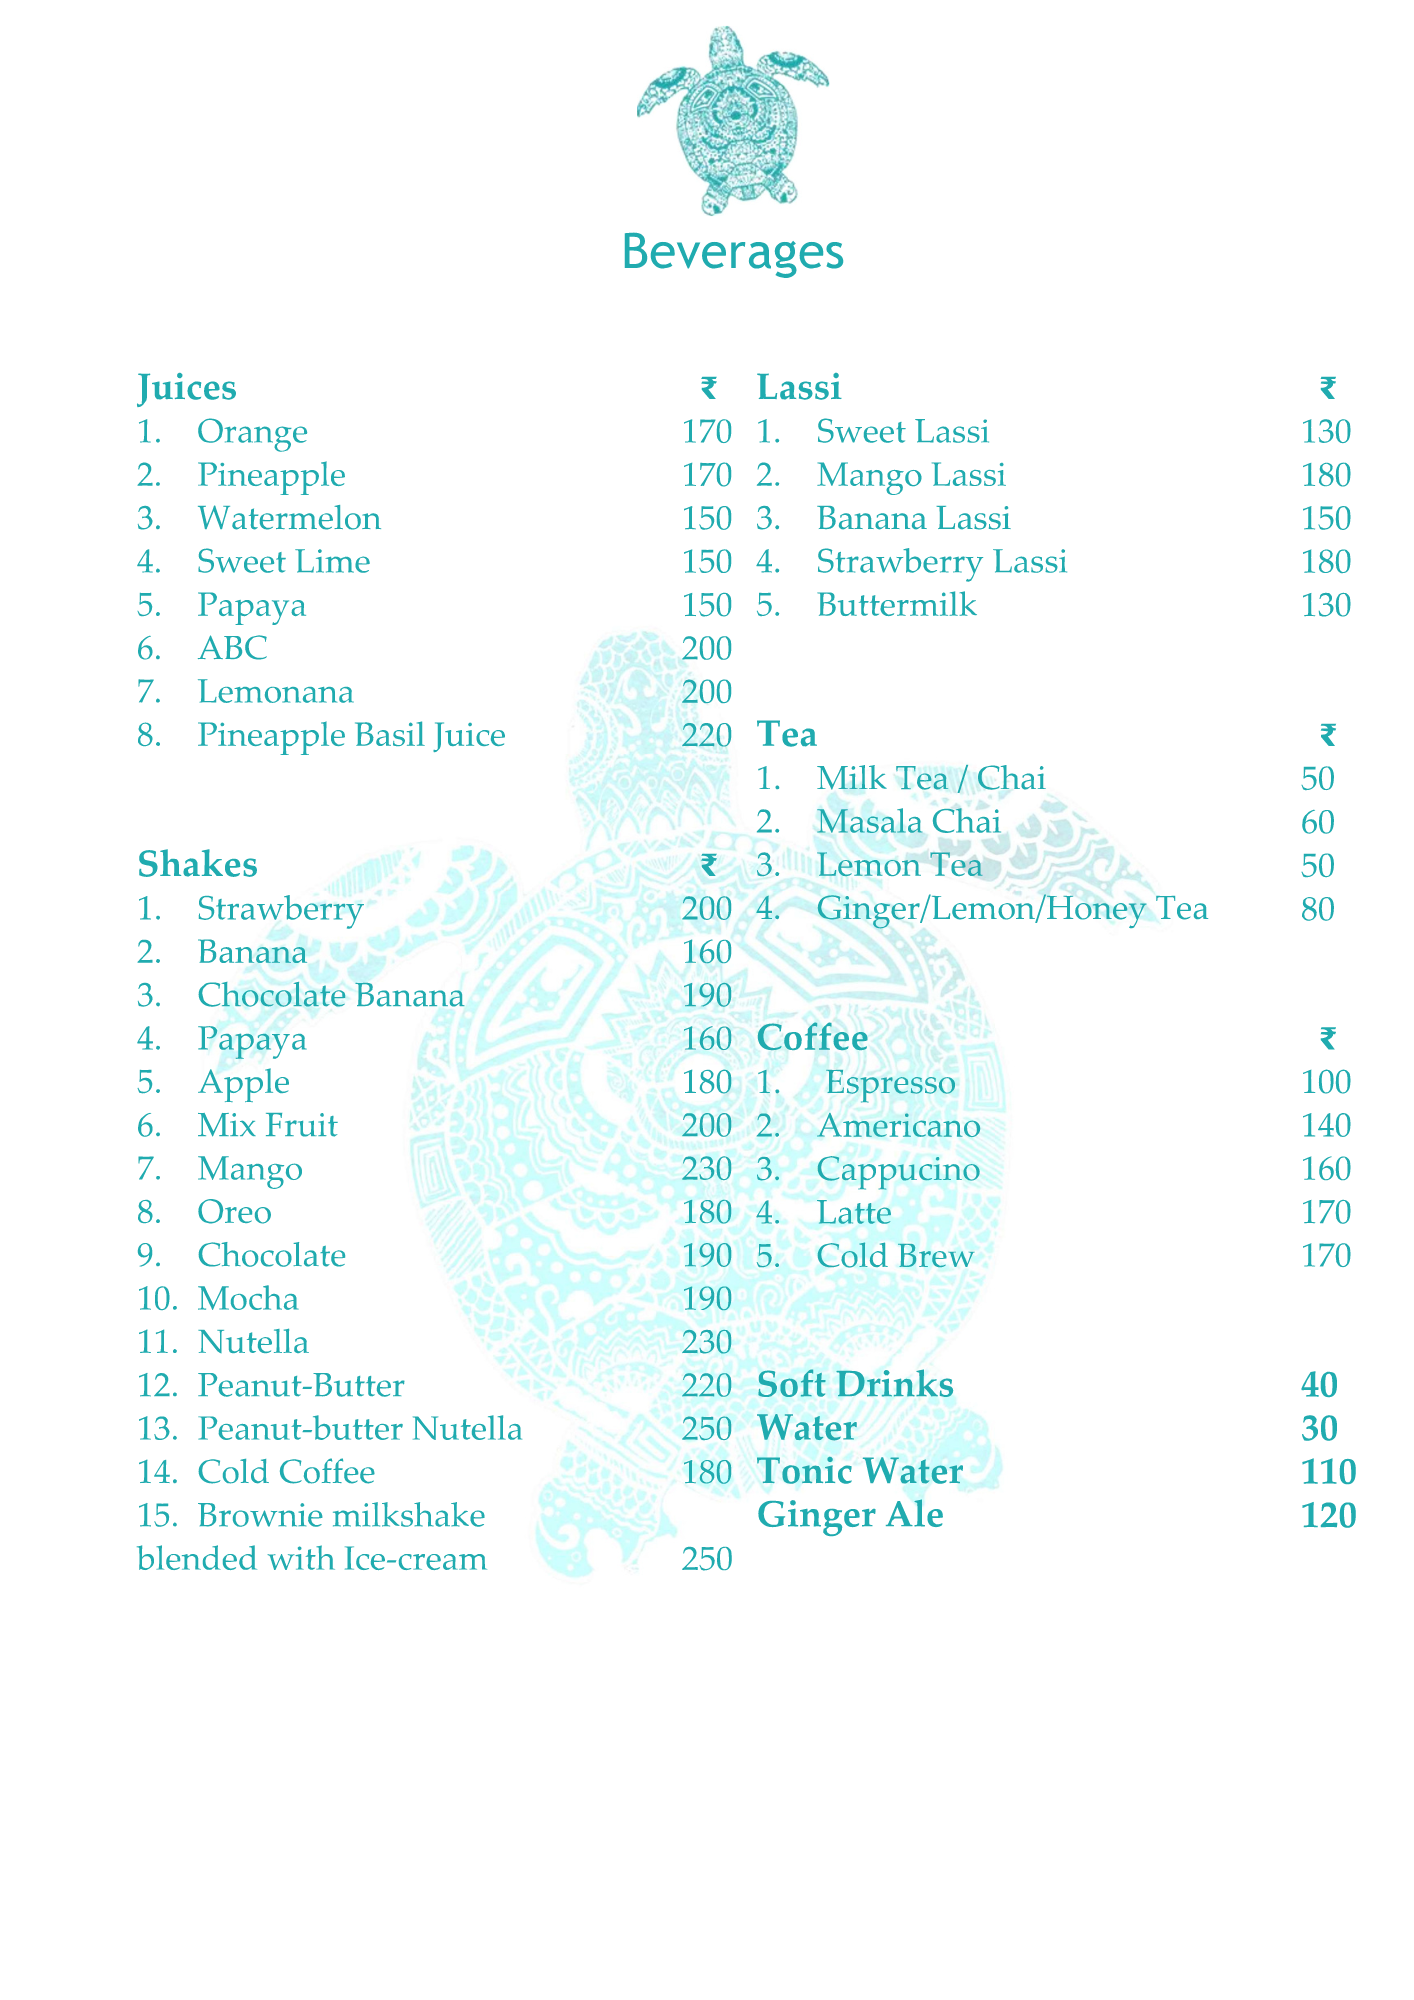 Beverages
Juices ₹
1. Orange 170
2. Pineapple 170
3. Watermelon 150
4. Sweet Lime 150
5. Papaya 150
6. ABC 200
7. Lemonana 200
8. Pineapple Basil Juice 220
Shakes ₹
1. Strawberry 200
2. Banana 160
3. Chocolate Banana 190
4. Papaya 160
5. Apple 180
6. Mix Fruit 200
7. Mango 230
8. Oreo 180
9. Chocolate 190
10. Mocha 190
11. Nutella 230
12. Peanut-Butter 220
13. Peanut-butter Nutella 250
14. Cold Coffee 180
15. Brownie milkshake
blended with Ice-cream 250
Lassi ₹
1. Sweet Lassi 130
2. Mango Lassi 180
3. Banana Lassi 150
4. Strawberry Lassi 180
5. Buttermilk 130
Tea ₹
1. Milk Tea / Chai 50
2. Masala Chai 60
3. Lemon Tea 50
4. Ginger/Lemon/Honey Tea 80
Coffee ₹
1. Espresso 100
2. Americano 140
3. Cappucino 160
4. Latte 170
5. Cold Brew 170
Soft Drinks 40
Water 30
Tonic Water 110
Ginger Ale 120